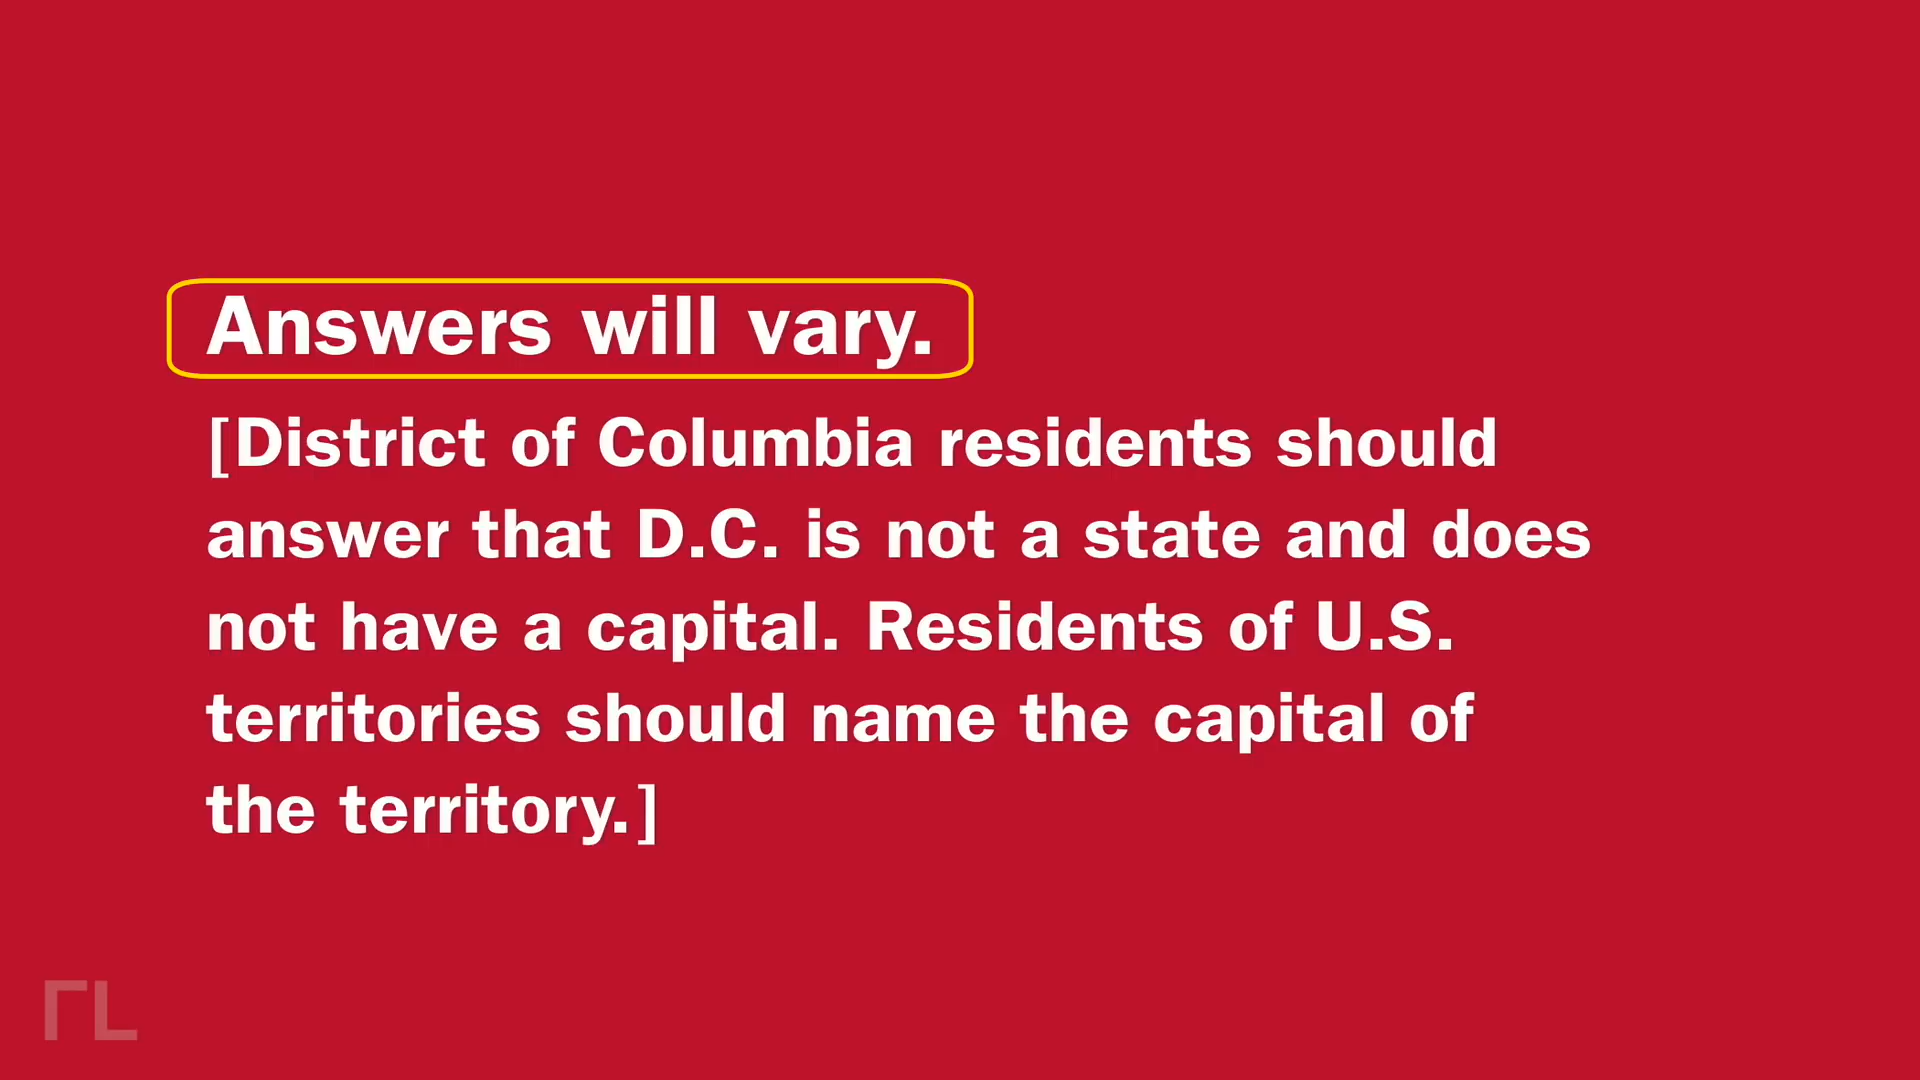 Answers will vary.
[District of Columbia residents should
answer that D.C. is not a state and does
not have a capital. Residents of U.S.
territories should name the capital of
the territory.]